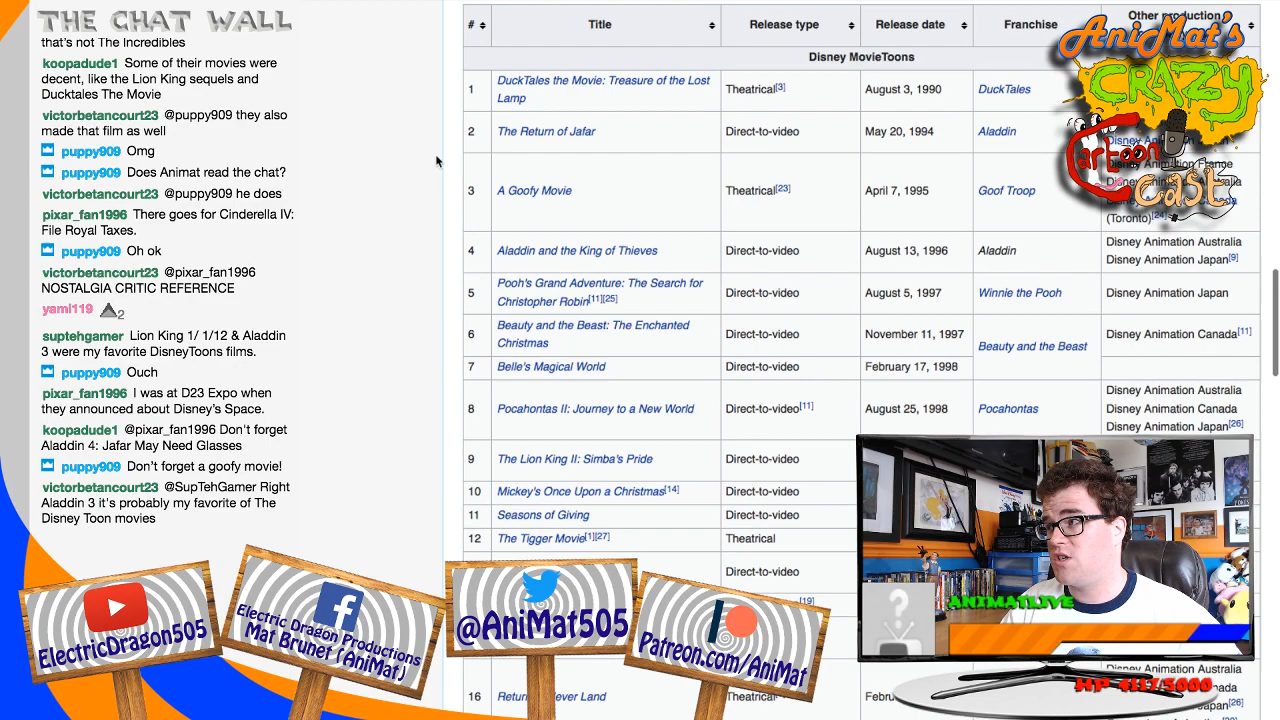 THE CHAT WALL
that's not The Incredibles
koopadude1 Some of their movies were
decent, like the Lion King sequels and
Ducktales The Movie
victorbetancourt23 @puppy909 they also
made that film as well
puppy909 Omg
puppy909 Does Animat read the chat?
victorbetancourt23 @puppy909 he does
pixar_fan1996 There goes for Cinderella IV:
File Royal Taxes.
puppy909 Oh ok
victorbetancourt23 @pixar_fan1996
NOSTALGIA CRITIC REFERENCE
yami119 2
suptehgamer Lion King 1/ 1/12 & Aladdin
3 were my favorite DisneyToons films.
puppy909 Ouch
pixar_fan1996 I was at D23 Expo when
they announced about Disney's Space.
koopadude1 @pixar_fan1996 Don't forget
Aladdin 4: Jafar May Need Glasses
puppy909 Don't forget a goofy movie!
victorbetancourt23 @SupTehGamer Right
Aladdin 3 it's probably my favorite of The
Disney Toon movies
# Title Release type Release date Franchise Other production
Disney MovieToons
1 DuckTales the Movie: Treasure of the Lost Lamp Theatrical[3] August 3, 1990 DuckTales
2 The Return of Jafar Direct-to-video May 20, 1994 Aladdin
3 A Goofy Movie Theatrical[23] April 7, 1995 Goof Troop
(Toronto)[24]
4 Aladdin and the King of Thieves Direct-to-video August 13, 1996 Aladdin Disney Animation Australia
Disney Animation Japan[9]
5 Pooh's Grand Adventure: The Search for Christopher Robin[11][25] Direct-to-video August 5, 1997 Winnie the Pooh Disney Animation Japan
6 Beauty and the Beast: The Enchanted Christmas Direct-to-video November 11, 1997 Beauty and the Beast Disney Animation Canada[11]
7 Belle's Magical World Direct-to-video February 17, 1998
8 Pocahontas II: Journey to a New World Direct-to-video[11] August 25, 1998 Pocahontas Disney Animation Australia
Disney Animation Canada
Disney Animation Japan[26]
9 The Lion King II: Simba's Pride Direct-to-video
10 Mickey's Once Upon a Christmas[14] Direct-to-video
11 Seasons of Giving Direct-to-video
12 The Tigger Movie[1][27] Theatrical
Direct-to-video
[19]
16 Theatrical
Disney Animation Australia
[26]
AniMat's
CRAZY
Cartoon
Cast
ANIMATLIVE
HP 4117/5000
ElectricDragon505
Electric Dragon Productions
Mat Brunet (AniMat)
@AniMat505
Patreon.com/AniMat